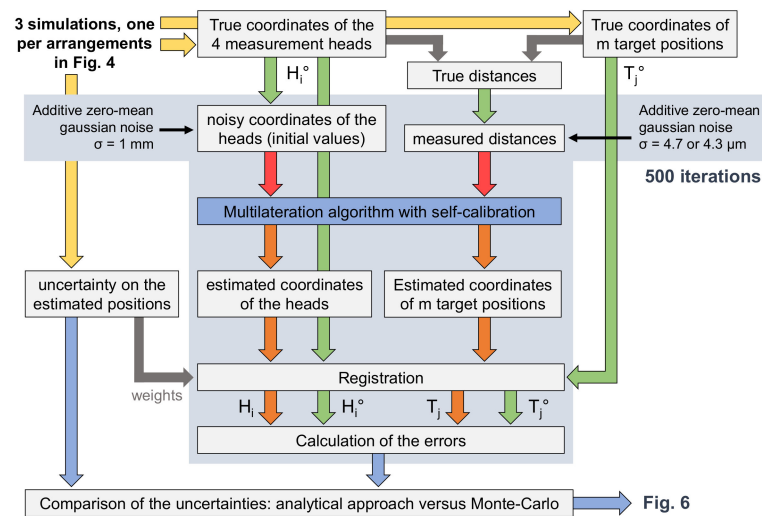 3 simulations, one
per arrangements
in Fig. 4
True coordinates of the
4 measurement heads
True coordinates of
m target positions
True distances
Hi°
Tj°
Additive zero-mean
gaussian noise
σ = 1 mm
noisy coordinates of the
heads (initial values)
measured distances
Additive zero-mean
gaussian noise
σ = 4.7 or 4.3 µm
500 iterations
Multilateration algorithm with self-calibration
uncertainty on the
estimated positions
estimated coordinates
of the heads
Estimated coordinates
of m target positions
weights
Registration
Hi
Hi°
Tj
Tj°
Calculation of the errors
Comparison of the uncertainties: analytical approach versus Monte-Carlo
Fig. 6